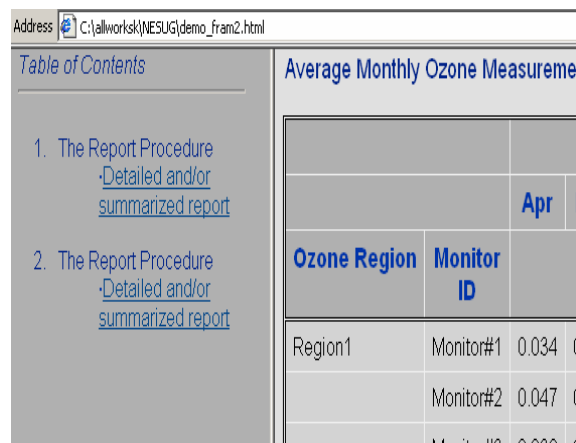 Address C:\allworksk\NESUG\demo_fram2.html
Table of Contents
1. The Report Procedure
·Detailed and/or
summarized report
2. The Report Procedure
·Detailed and/or
summarized report
Average Monthly Ozone Measureme
Apr
Ozone Region Monitor
ID
Region1 Monitor#1 0.034
Monitor#2 0.047